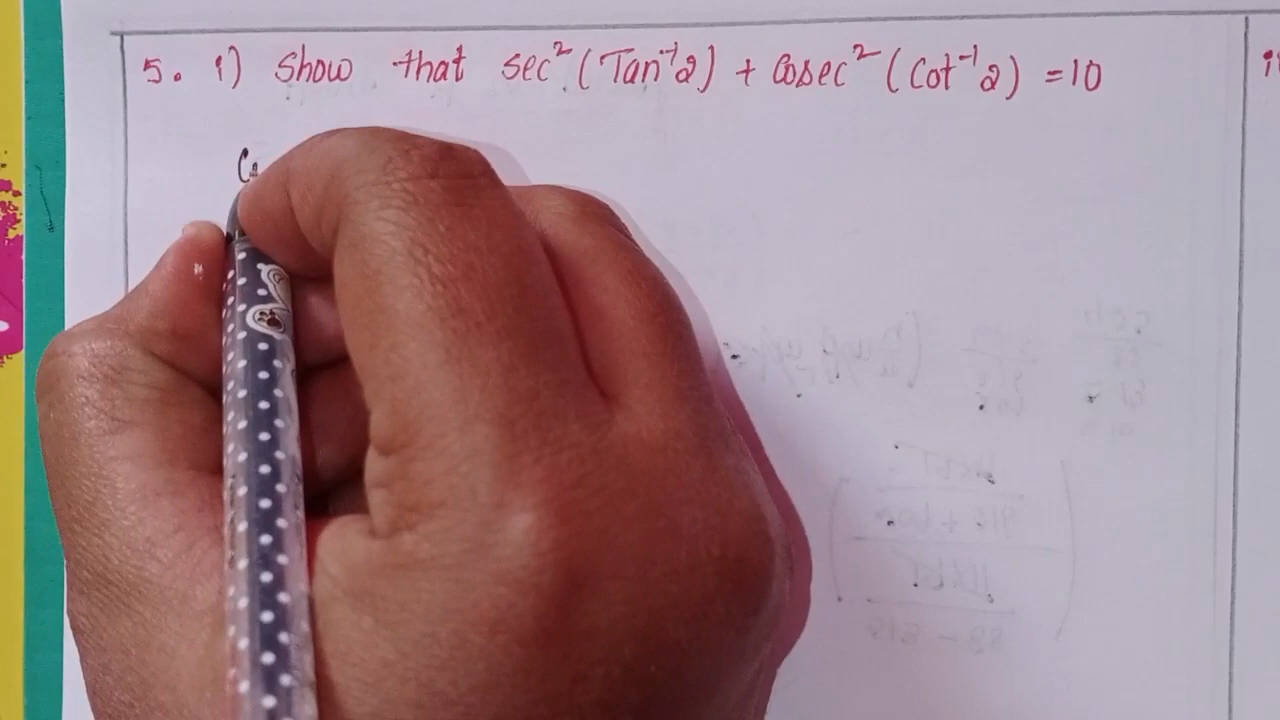 5. i) Show that sec² (Tan⁻¹2) + Cosec² (Cot⁻¹2) = 10